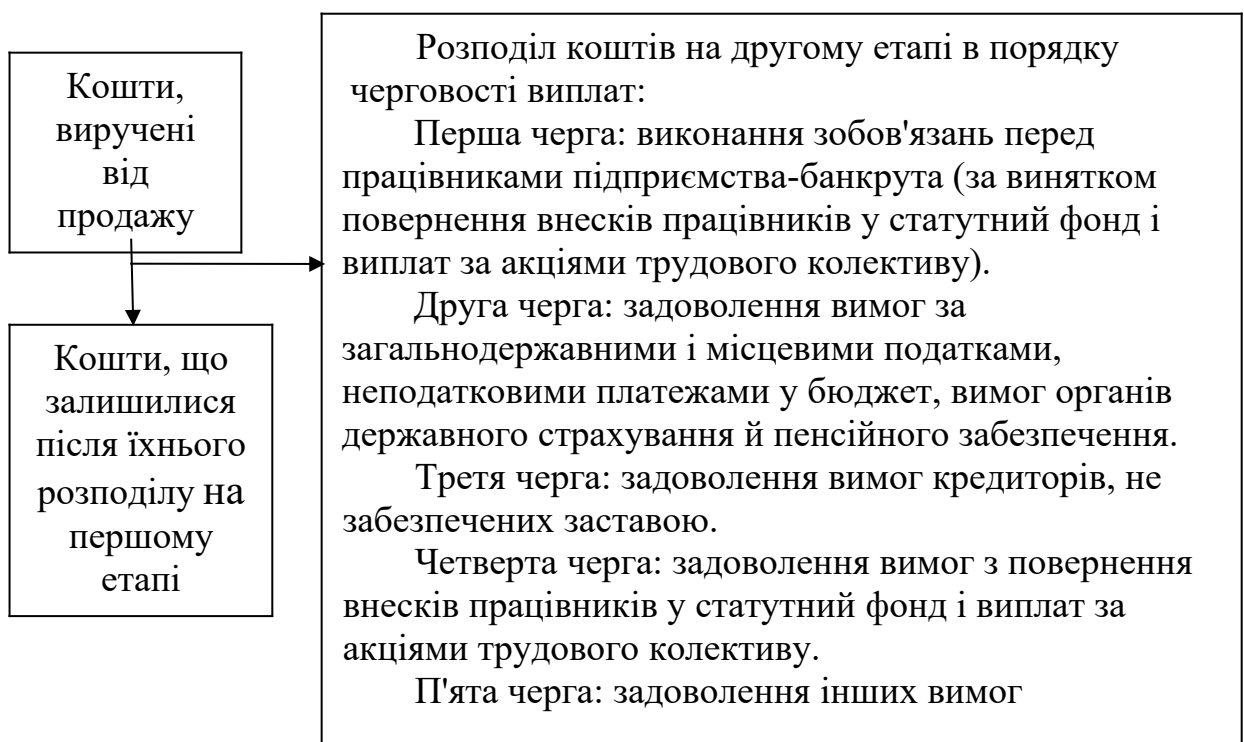 Кошти,
виручені
від
продажу
Кошти, що
залишилися
після їхнього
розподілу на
першому
етапі
Розподіл коштів на другому етапі в порядку
черговості виплат:
Перша черга: виконання зобов'язань перед
працівниками підприємства-банкрута (за винятком
повернення внесків працівників у статутний фонд і
виплат за акціями трудового колективу).
Друга черга: задоволення вимог за
загальнодержавними і місцевими податками,
неподатковими платежами у бюджет, вимог органів
державного страхування й пенсійного забезпечення.
Третя черга: задоволення вимог кредиторів, не
забезпечених заставою.
Четверта черга: задоволення вимог з повернення
внесків працівників у статутний фонд і виплат за
акціями трудового колективу.
П'ята черга: задоволення інших вимог